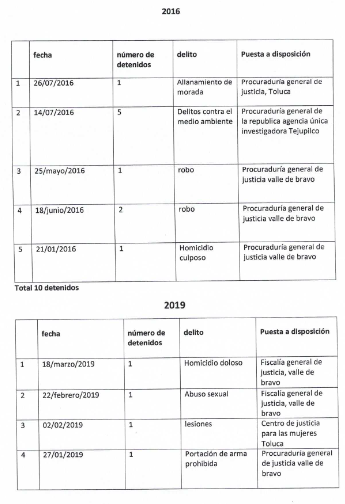 2016
fecha número de detenidos delito Puesta a disposición
1 26/07/2016 1 Allanamiento de morada Procuraduría general de justicia, Toluca
2 14/07/2016 5 Delitos contra el medio ambiente Procuraduría general de la republica agencia única investigadora Tejupilco
3 25/mayo/2016 1 robo Procuraduría general de justicia valle de bravo
4 18/junio/2016 2 robo Procuraduría general de justicia valle de bravo
5 21/01/2016 1 Homicidio culposo Procuraduría general de justicia valle de bravo
Total 10 detenidos
2019
fecha número de detenidos delito Puesta a disposición
1 18/marzo/2019 1 Homicidio doloso Fiscalía general de justicia, valle de bravo
2 22/febrero/2019 1 Abuso sexual Fiscalía general de justicia, valle de bravo
3 02/02/2019 1 lesiones Centro de justicia para las mujeres Toluca
4 27/01/2019 1 Portación de arma prohibida Procuraduría general de justicia valle de bravo